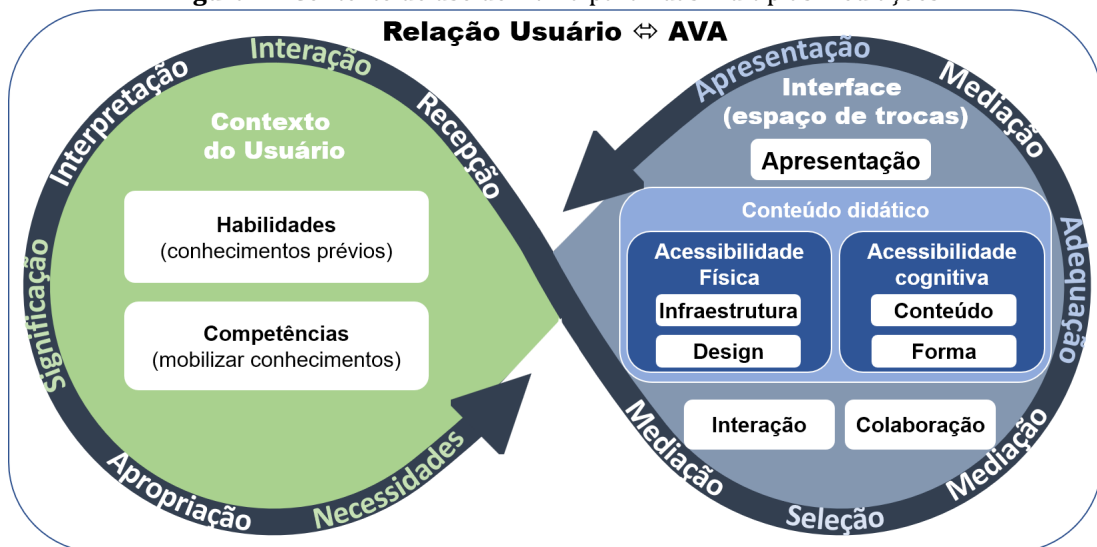 Relação Usuário ⇔ AVA
Interação
Interpretação
Recepção
Contexto
do Usuário
Habilidades
(conhecimentos prévios)
Competências
(mobilizar conhecimentos)
Significação
Apropriação
Necessidades
Apresentação
Mediação
Interface
(espaço de trocas)
Apresentação
Conteúdo didático
Acessibilidade
Física
Infraestrutura
Design
Acessibilidade
cognitiva
Conteúdo
Forma
Adequação
Interação
Colaboração
Mediação
Mediação
Seleção